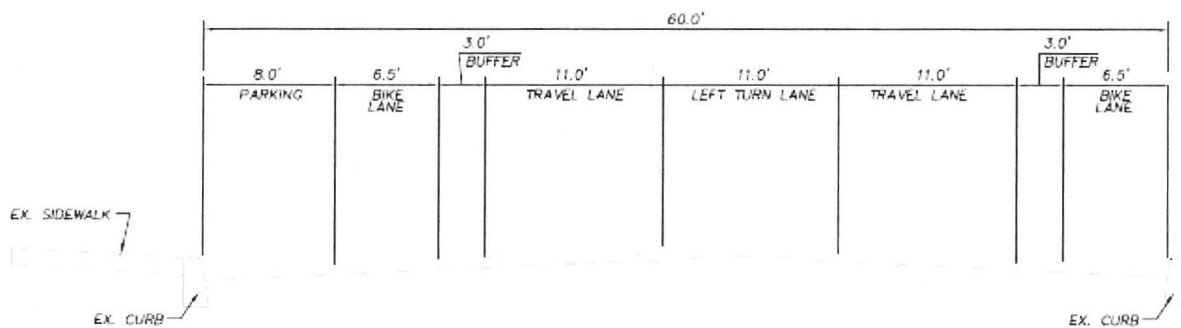 60.0'
3.0'
BUFFER
3.0'
BUFFER
8.0'
PARKING
6.5'
BIKE
LANE
11.0'
TRAVEL LANE
11.0'
LEFT TURN LANE
11.0'
TRAVEL LANE
6.5'
BIKE
LANE
EX. SIDEWALK
EX. CURB
EX. CURB